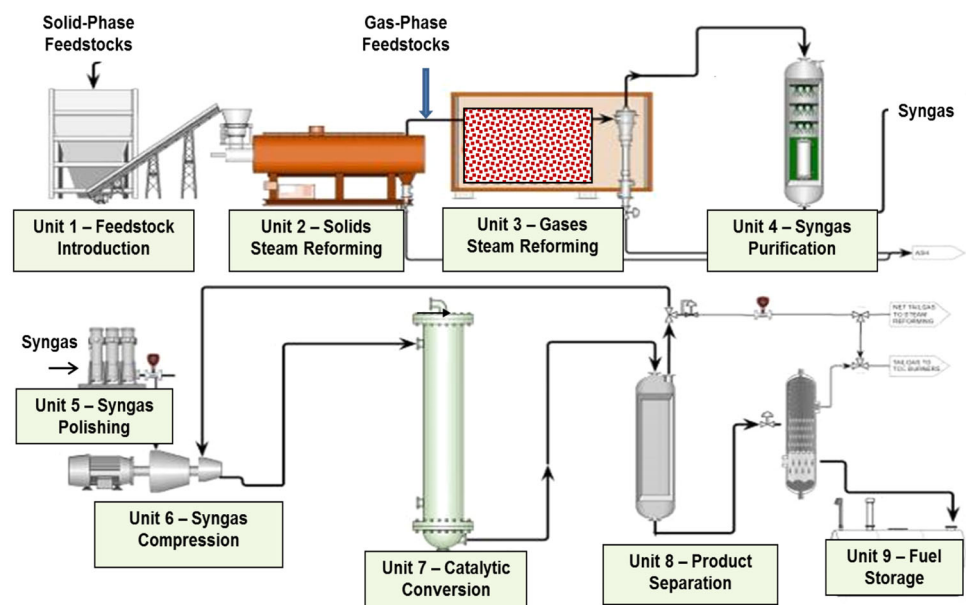 Solid-Phase
Feedstocks
Gas-Phase
Feedstocks
Syngas
Unit 1 – Feedstock
Introduction
Unit 2 – Solids
Steam Reforming
Unit 3 – Gases
Steam Reforming
Unit 4 – Syngas
Purification
ASH
Syngas
Unit 5 – Syngas
Polishing
NET TAILGAS
TO STEAM
REFORMING
TAILGAS TO
BURNERS
Unit 6 – Syngas
Compression
Unit 7 – Catalytic
Conversion
Unit 8 – Product
Separation
Unit 9 – Fuel
Storage